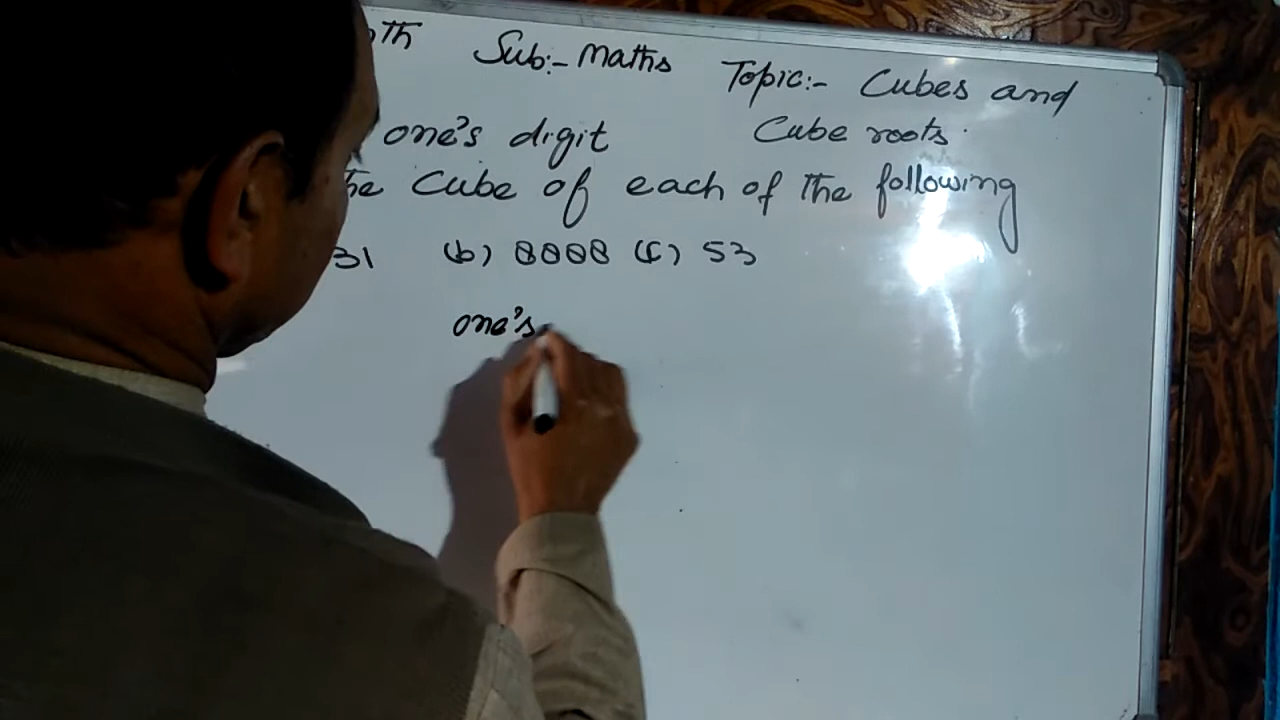 th Sub:- Maths Topic:- Cubes and
Cube roots.
one's digit
the Cube of each of the following
31 (b) 8888 (c) 53
one's